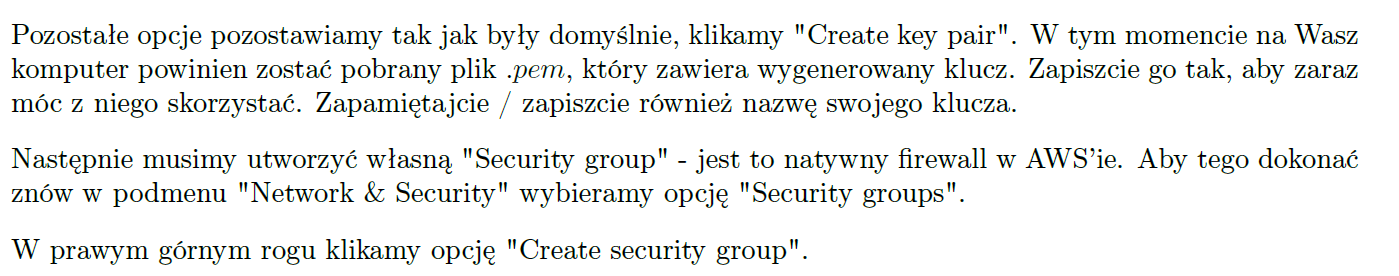 Pozostałe opcje pozostawiamy tak jak były domyślnie, klikamy "Create key pair". W tym momencie na Wasz
komputer powinien zostać pobrany plik .pem, który zawiera wygenerowany klucz. Zapiszcie go tak, aby zaraz
móc z niego skorzystać. Zapamiętajcie / zapiszcie również nazwę swojego klucza.
Następnie musimy utworzyć własną "Security group" - jest to natywny firewall w AWS'ie. Aby tego dokonać
znów w podmenu "Network & Security" wybieramy opcję "Security groups".
W prawym górnym rogu klikamy opcję "Create security group".